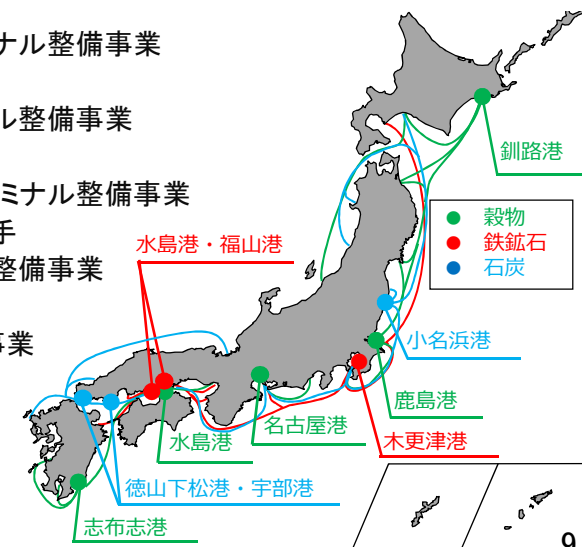 ナル整備事業
ル整備事業
ミナル整備事業
手
整備事業
事業
釧路港
穀物
鉄鉱石
石炭
水島港・福山港
小名浜港
鹿島港
名古屋港
木更津港
水島港
徳山下松港・宇部港
志布志港
9